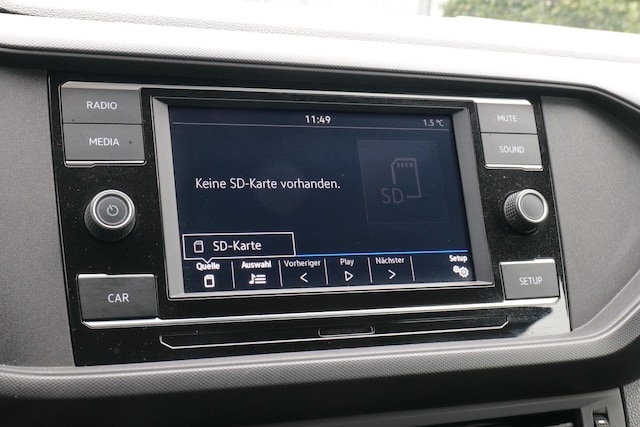 RADIO
MEDIA
CAR
11:49
1.5 °C
Keine SD-Karte vorhanden.
SD
SD-Karte
Quelle
Auswahl
Vorheriger
Play
Nächster
Setup
MUTE
SOUND
SETUP